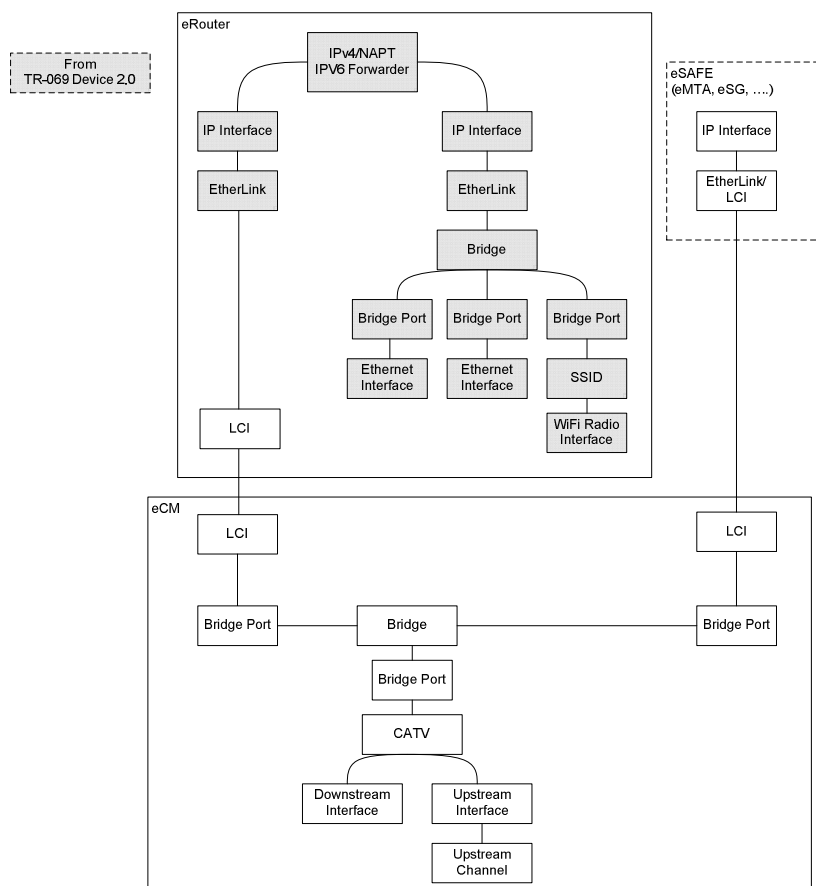 eRouter
IPv4/NAPT
IPV6 Forwarder
From
TR-069 Device 2.0
eSAFE
(eMTA, eSG, ....)
IP Interface
IP Interface
IP Interface
EtherLink
EtherLink
EtherLink/
LCI
Bridge
Bridge Port
Bridge Port
Bridge Port
Ethernet
Interface
Ethernet
Interface
SSID
WiFi Radio
Interface
LCI
eCM
LCI
LCI
Bridge Port
Bridge
Bridge Port
Bridge Port
CATV
Downstream
Interface
Upstream
Interface
Upstream
Channel